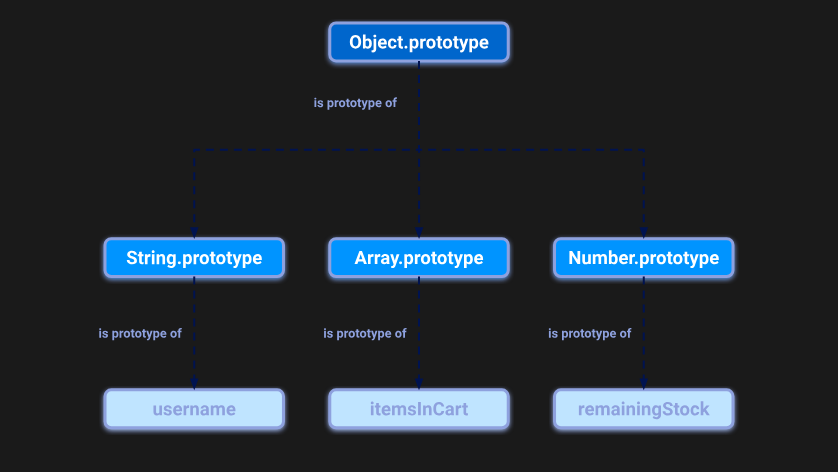 Object.prototype
is prototype of
String.prototype
Array.prototype
Number.prototype
is prototype of
is prototype of
is prototype of
username
itemsInCart
remainingStock